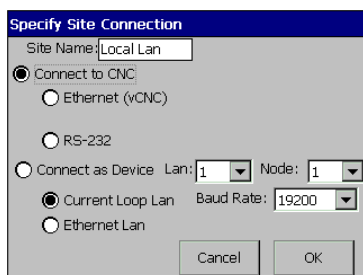 Specify Site Connection
Site Name: Local Lan
Connect to CNC
Ethernet (vCNC)
RS-232
Connect as Device Lan: 1 Node: 1
Current Loop Lan Baud Rate: 19200
Ethernet Lan
Cancel OK